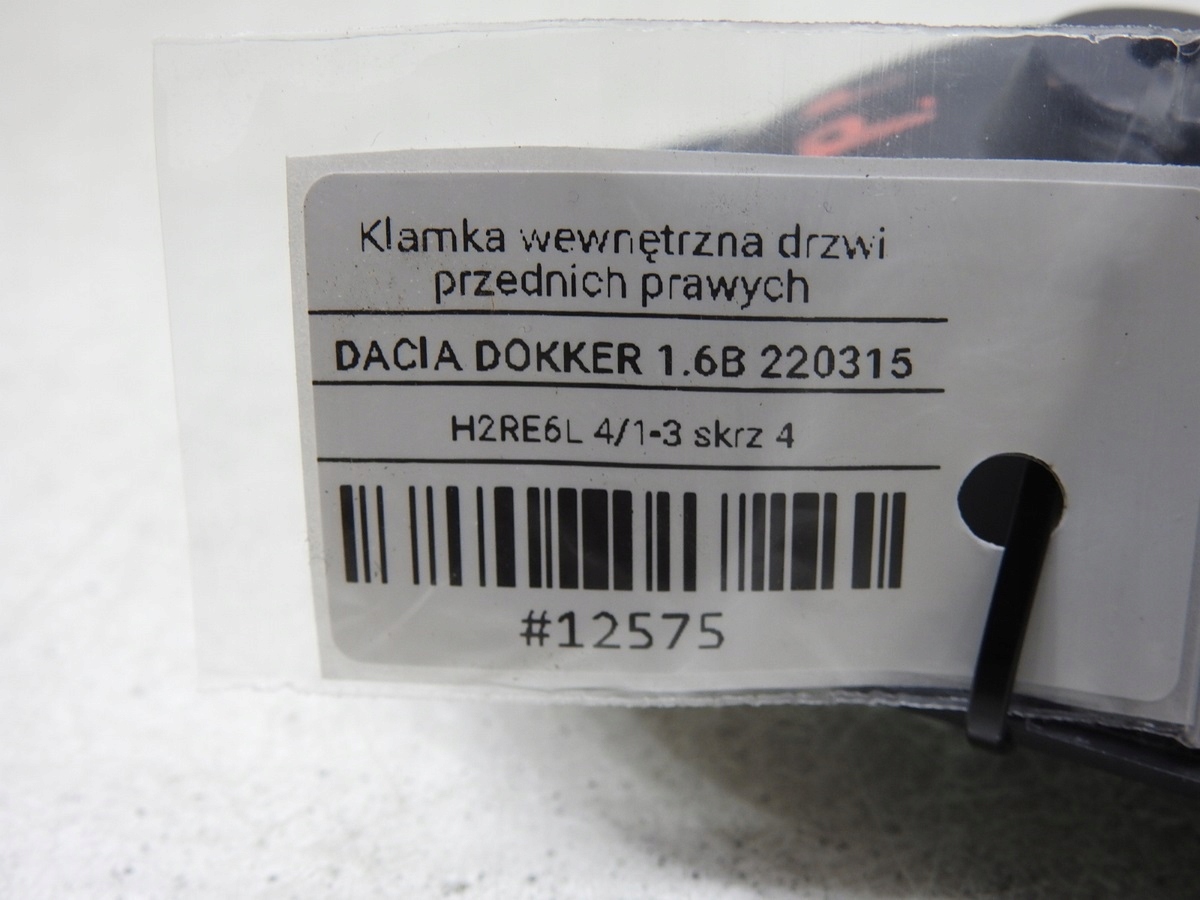 Klamka wewnętrzna drzwi
przednich prawych
DACIA DOKKER 1.6B 220315
H2RE6L 4/1-3 skrz 4
#12575